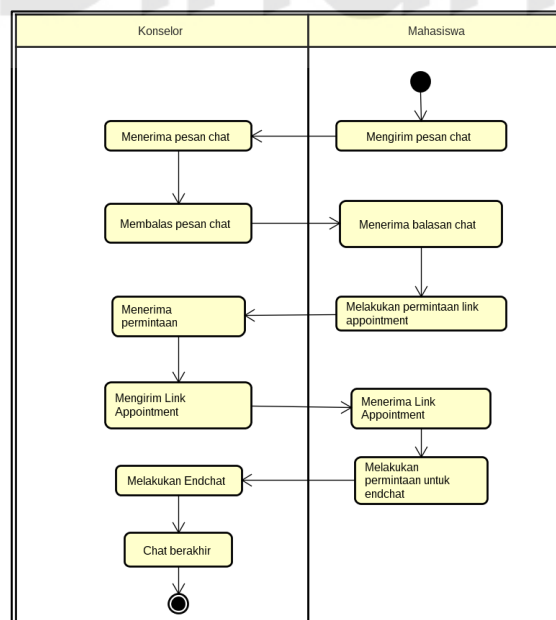 Konselor
Mahasiswa
Menerima pesan chat
Mengirim pesan chat
Membalas pesan chat
Menerima balasan chat
Menerima
permintaan
Melakukan permintaan link
appointment
Mengirim Link
Appointment
Menerima Link
Appointment
Melakukan Endchat
Melakukan
permintaan untuk
endchat
Chat berakhir